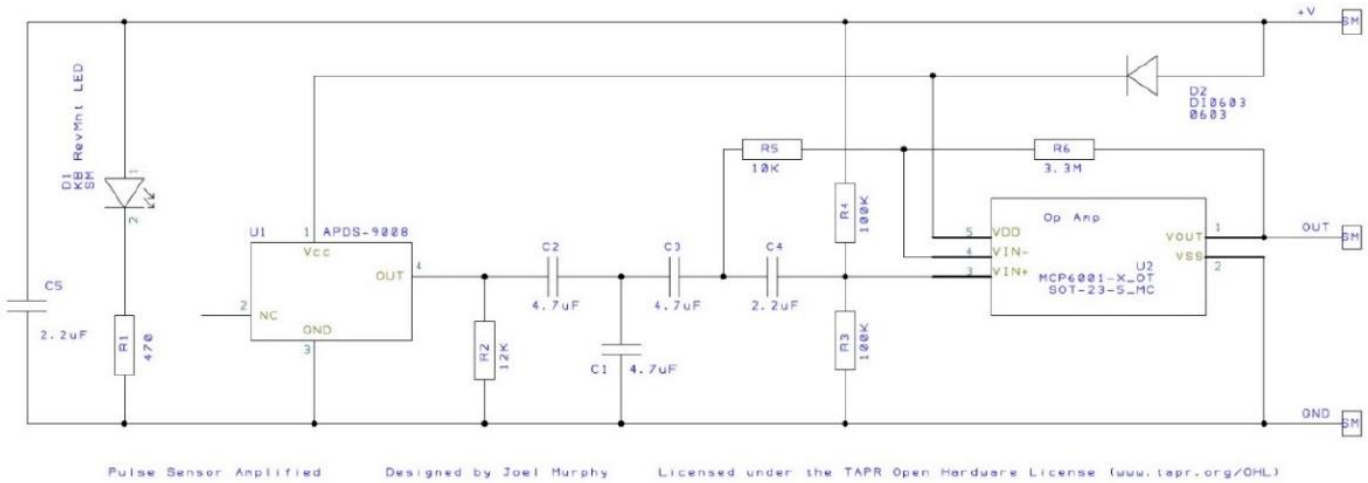 +V
SM
D1
KB RevMnt LED
SM
1
2
D2
DI0603
0603
R5
10K
R6
3.3M
R4
100K
U1
1
APDS-9008
Vcc
OUT
4
2
NC
GND
3
C5
2.2uF
R1
470
R2
12K
C2
4.7uF
C3
4.7uF
C4
2.2uF
C1
4.7uF
R3
100K
Op Amp
5
VDD
4
VIN-
3
VIN+
VOUT
1
VSS
2
U2
MCP6001-X_OT
SOT-23-5_MC
OUT
SM
GND
SM
Pulse Sensor Amplified Designed by Joel Murphy Licensed under the TAPR Open Hardware License (www.tapr.org/OHL)